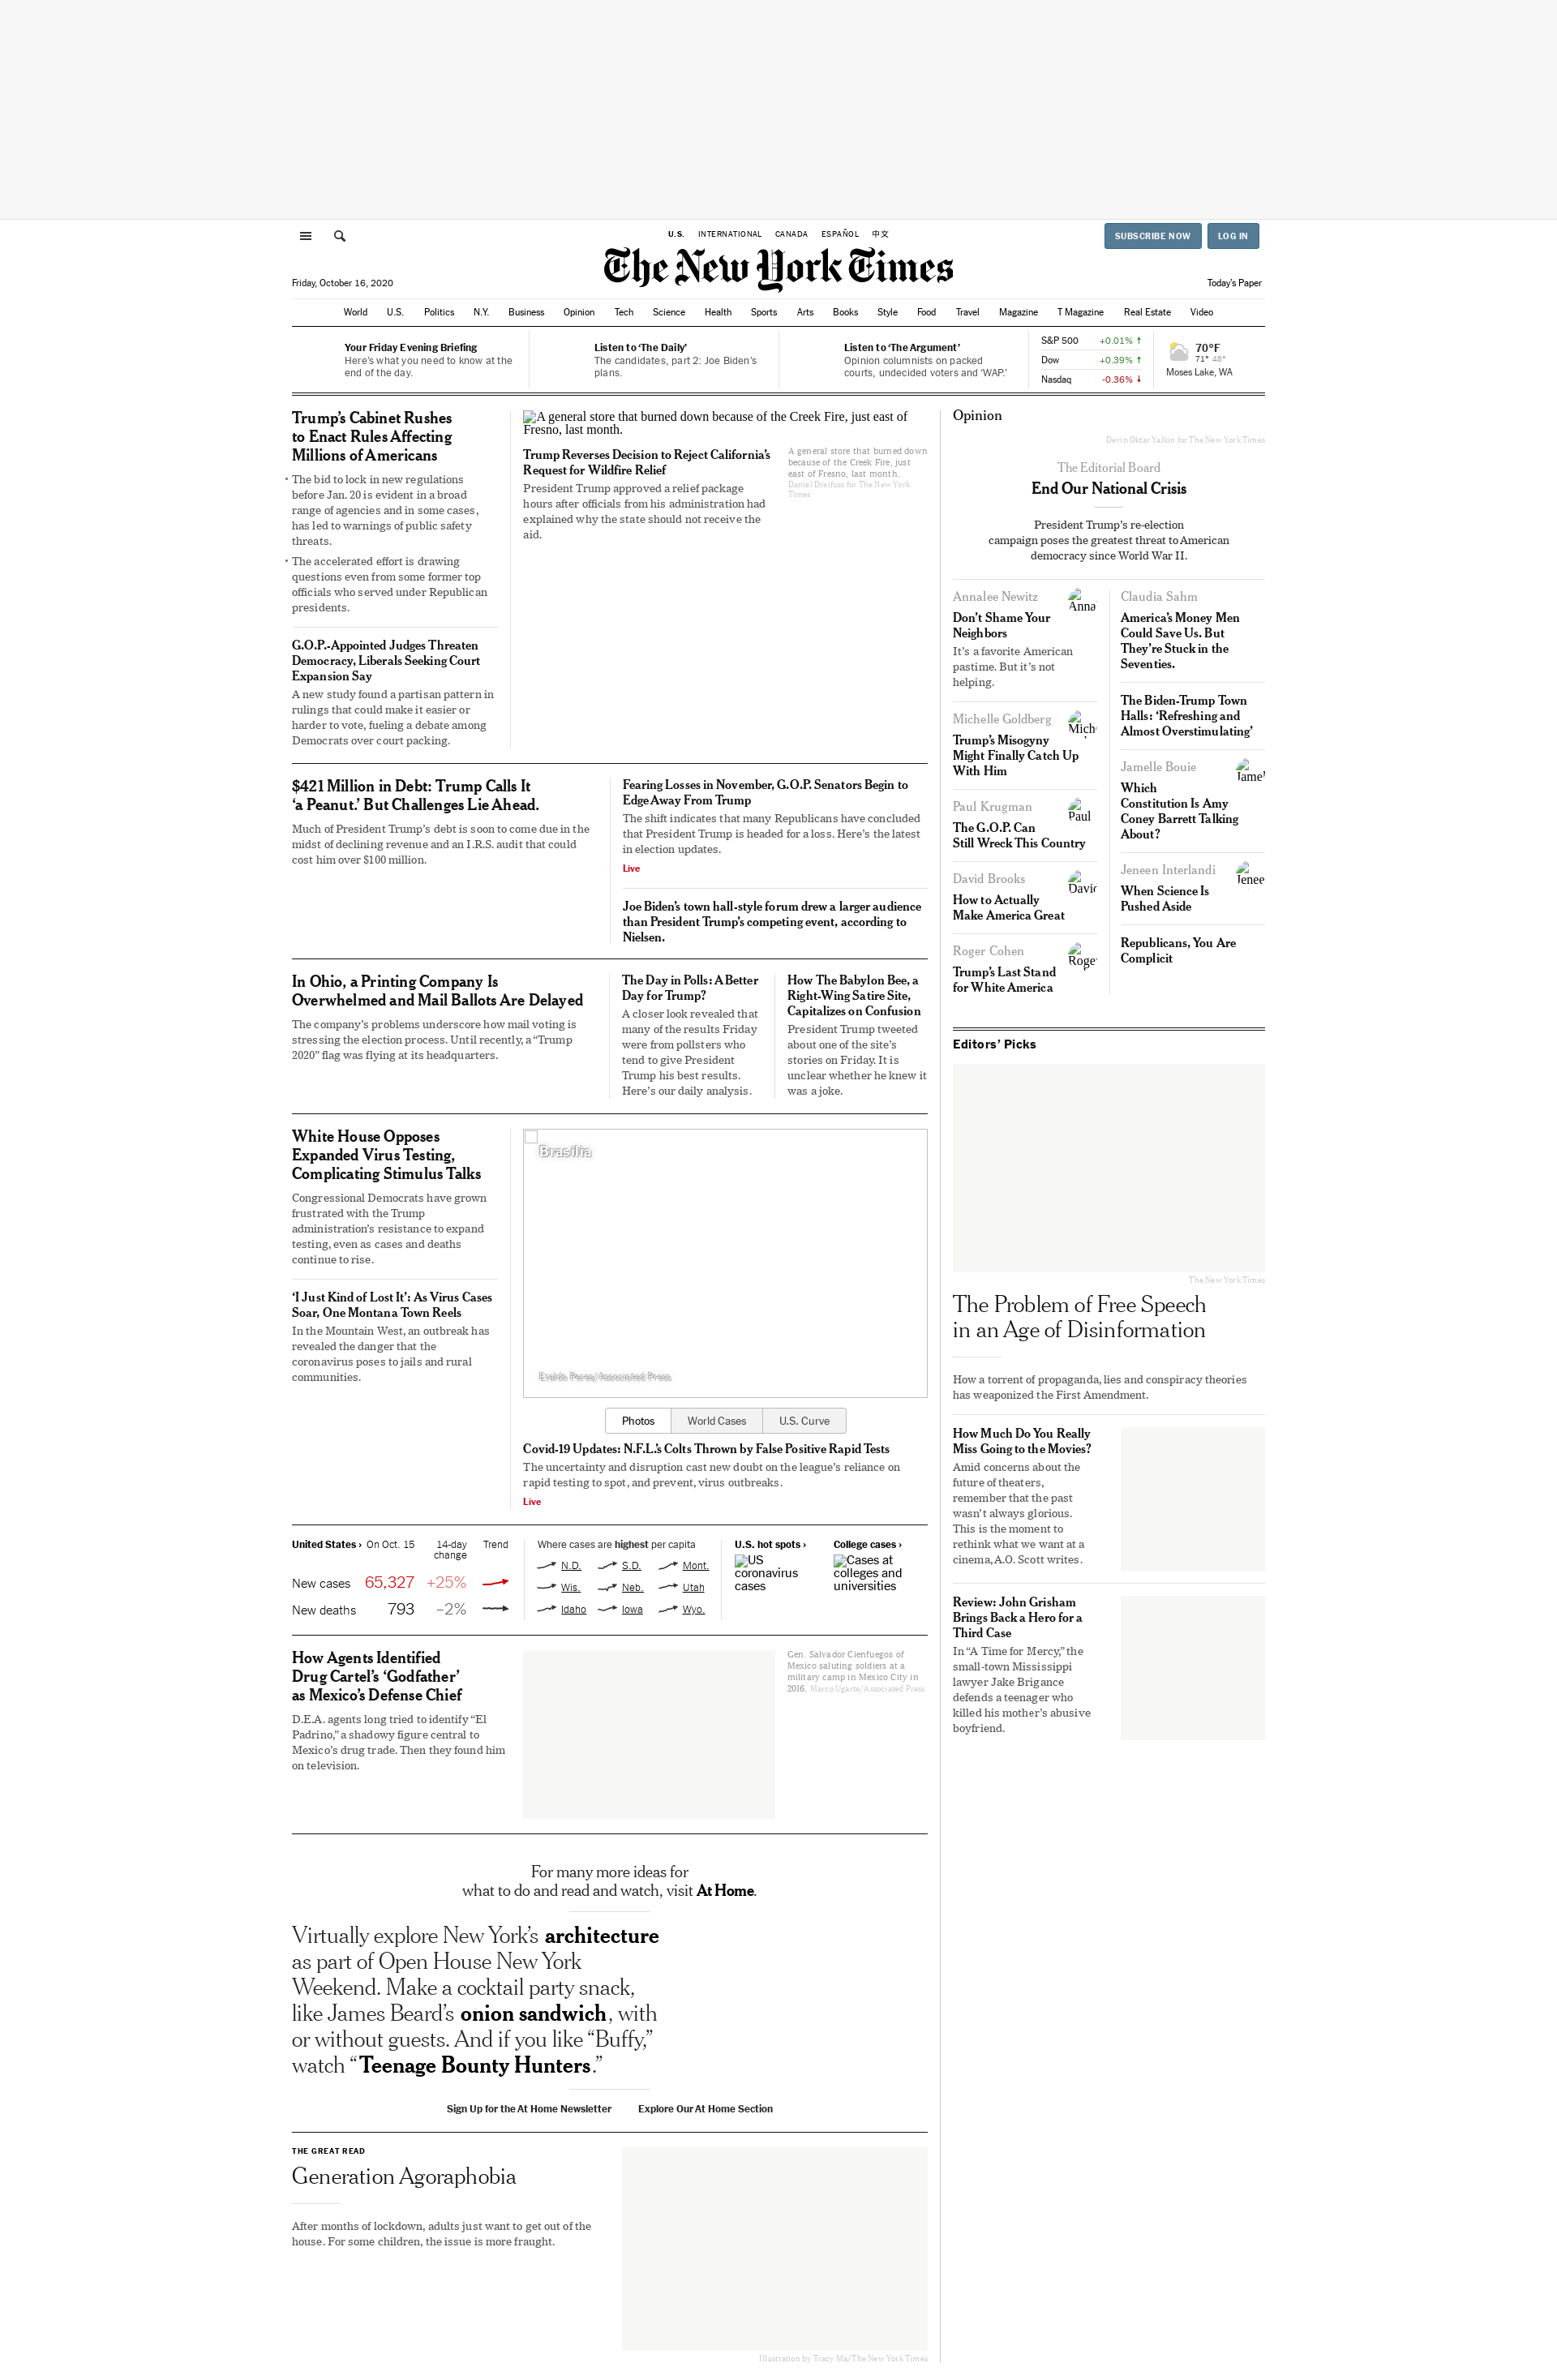 U.S. INTERNATIONAL CANADA ESPAÑOL 中文
SUBSCRIBE NOW LOG IN
The New York Times
Friday, October 16, 2020
Today's Paper
World U.S. Politics N.Y. Business Opinion Tech Science Health Sports Arts Books Style Food Travel Magazine T Magazine Real Estate Video
Your Friday Evening Briefing
Here's what you need to know at the
end of the day.
Listen to 'The Daily'
The candidates, part 2: Joe Biden's
plans.
Listen to 'The Argument'
Opinion columnists on packed
courts, undecided voters and 'WAP.'
S&P 500 +0.01%
Dow +0.39%
Nasdaq -0.36%
70°F
71° 48°
Moses Lake, WA
Trump's Cabinet Rushes
to Enact Rules Affecting
Millions of Americans
• The bid to lock in new regulations
before Jan. 20 is evident in a broad
range of agencies and in some cases,
has led to warnings of public safety
threats.
• The accelerated effort is drawing
questions even from some former top
officials who served under Republican
presidents.
G.O.P.-Appointed Judges Threaten
Democracy, Liberals Seeking Court
Expansion Say
A new study found a partisan pattern in
rulings that could make it easier or
harder to vote, fueling a debate among
Democrats over court packing.
A general store that burned down because of the Creek Fire, just east of
Fresno, last month.
Trump Reverses Decision to Reject California's
Request for Wildfire Relief
President Trump approved a relief package
hours after officials from his administration had
explained why the state should not receive the
aid.
A general store that burned down
because of the Creek Fire, just
east of Fresno, last month.
Daniel Dreifuss for The New York
Times
$421 Million in Debt: Trump Calls It
'a Peanut.' But Challenges Lie Ahead.
Much of President Trump's debt is soon to come due in the
midst of declining revenue and an I.R.S. audit that could
cost him over $100 million.
Fearing Losses in November, G.O.P. Senators Begin to
Edge Away From Trump
The shift highlights that many Republicans have concluded
that President Trump is headed for a loss. Here's the latest
in election updates.
Live
Joe Biden's town hall-style forum drew a larger audience
than President Trump's competing event, according to
Nielsen.
In Ohio, a Printing Company Is
Overwhelmed and Mail Ballots Are Delayed
The company's problems underscore how mail voting is
stressing the election process. Until recently, a "Trump
2020" flag was flying at its headquarters.
The Day in Polls: A Better
Day for Trump?
A closer look revealed that
many of the results Friday
were from pollsters who
tend to give President
Trump his best results.
Here's our daily analysis.
How The Babylon Bee, a
Right-Wing Satire Site,
Capitalizes on Confusion
President Trump tweeted
about one of the site's
stories on Friday. It is
unclear whether he knew it
was a joke.
White House Opposes
Expanded Virus Testing,
Complicating Stimulus Talks
Congressional Democrats have grown
frustrated with the Trump
administration's resistance to expand
testing, even as cases and deaths
continue to rise.
'I Just Kind of Lost It': As Virus Cases
Soar, One Montana Town Reels
In the Mountain West, an outbreak has
revealed the danger that the
coronavirus poses to jails and rural
communities.
Brasília
Eraldo Peres/Associated Press
Photos World Cases U.S. Curve
Covid-19 Updates: N.F.L.'s Colts Thrown by False Positive Rapid Tests
The uncertainty and disruption cast new doubt on the league's reliance on
rapid testing to spot, and prevent, virus outbreaks.
Live
United States › On Oct. 15 14-day
change Trend
New cases 65,327 +25%
New deaths 793 –2%
Where cases are highest per capita
N.D. S.D. Mont.
Wis. Neb. Utah
Idaho Iowa Wyo.
U.S. hot spots ›
US
coronavirus
cases
College cases ›
Cases at
colleges and
universities
How Agents Identified
Drug Cartel's 'Godfather'
as Mexico's Defense Chief
D.E.A. agents long tried to identify "El
Padrino," a shadowy figure central to
Mexico's drug trade. Then they found him
on television.
Gen. Salvador Cienfuegos of
Mexico saluting soldiers at a
military camp in Mexico City in
2016. Marco Ugarte/Associated Press
For many more ideas for
what to do and read and watch, visit At Home.
Virtually explore New York's architecture
as part of Open House New York
Weekend. Make a cocktail party snack,
like James Beard's onion sandwich, with
or without guests. And if you like "Buffy,"
watch "Teenage Bounty Hunters."
Sign Up for the At Home Newsletter Explore Our At Home Section
THE GREAT READ
Generation Agoraphobia
After months of lockdown, adults just want to get out of the
house. For some children, the issue is more fraught.
Illustration by Tracy Ma/The New York Times
Opinion
Devin Oktar Yalkin for The New York Times
The Editorial Board
End Our National Crisis
President Trump's re-election
campaign poses the greatest threat to American
democracy since World War II.
Annalee Newitz
Anna
Don't Shame Your
Neighbors
It's a favorite American
pastime. But it's not
helping.
Michelle Goldberg
Mich
Trump's Misogyny
Might Finally Catch Up
With Him
Paul Krugman
Paul
The G.O.P. Can
Still Wreck This Country
David Brooks
David
How to Actually
Make America Great
Roger Cohen
Roger
Trump's Last Stand
for White America
Claudia Sahm
America's Money Men
Could Save Us. But
They're Stuck in the
Seventies.
The Biden-Trump Town
Halls: 'Refreshing and
Almost Overstimulating'
Jamelle Bouie
Jamel
Which
Constitution Is Amy
Coney Barrett Talking
About?
Jeneen Interlandi
Jenee
When Science Is
Pushed Aside
Republicans, You Are
Complicit
Editors' Picks
The New York Times
The Problem of Free Speech
in an Age of Disinformation
How a torrent of propaganda, lies and conspiracy theories
has weaponized the First Amendment.
How Much Do You Really
Miss Going to the Movies?
Amid concerns about the
future of theaters,
remember that the past
wasn't always glorious.
This is the moment to
rethink what we want at a
cinema, A.O. Scott writes.
Review: John Grisham
Brings Back a Hero for a
Third Case
In "A Time for Mercy," the
small-town Mississippi
lawyer Jake Brigance
defends a teenager who
killed his mother's abusive
boyfriend.